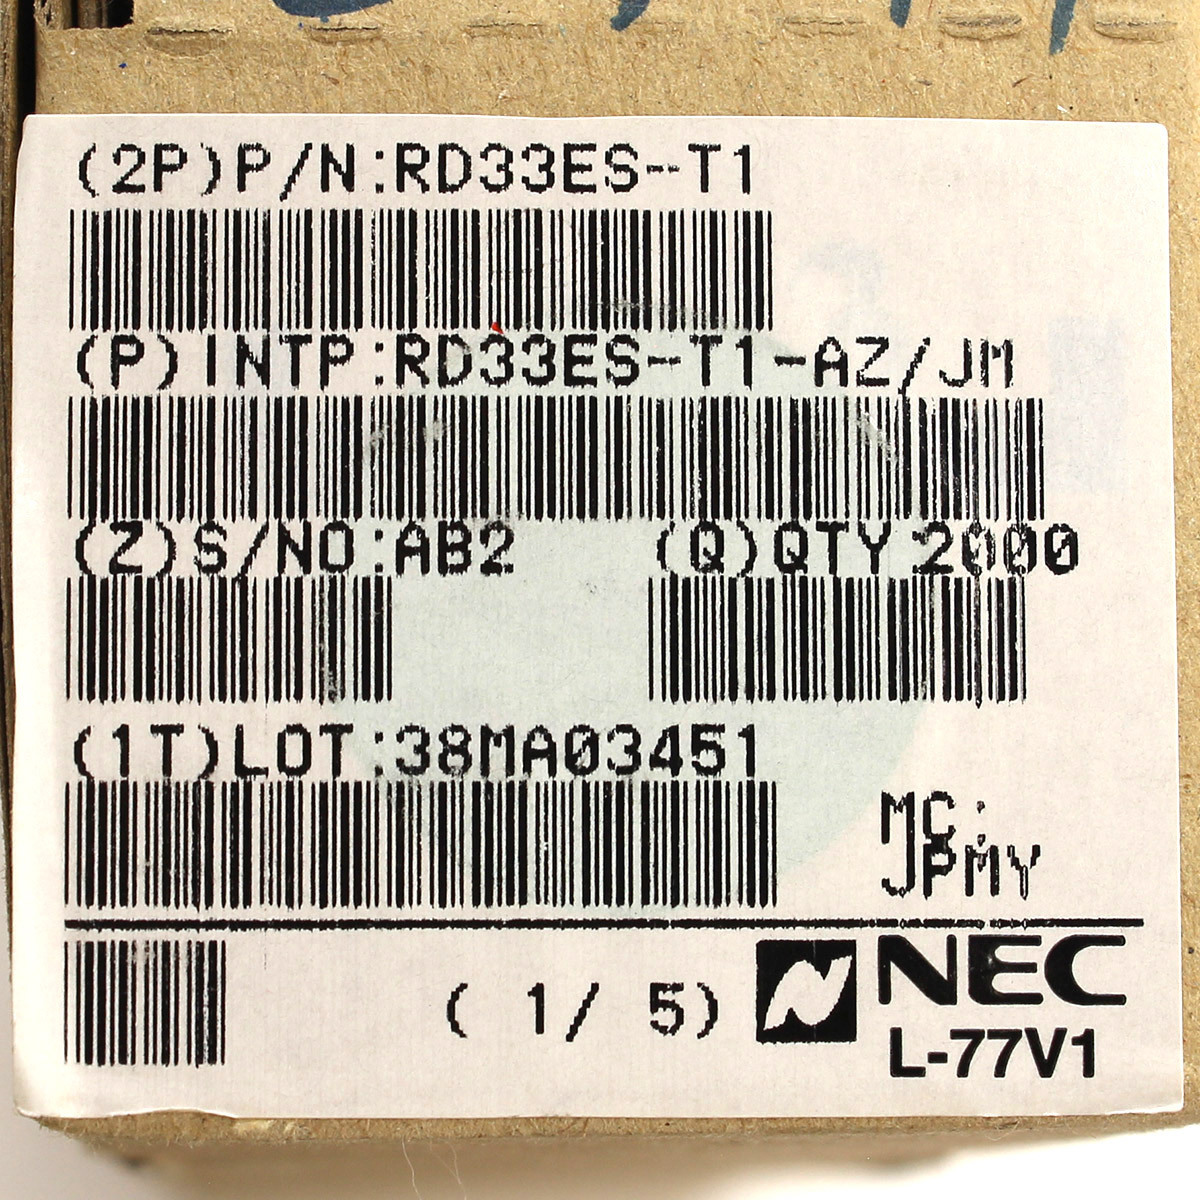 (2P)P/N:RD33ES-T1
(P)INTP:RD33ES-T1-AZ/JM
(Z)S/NO:AB2 (Q)QTY:2000
(1T)LOT:38MA03451
MC:
JPMY
( 1/ 5) NEC
L-77V1